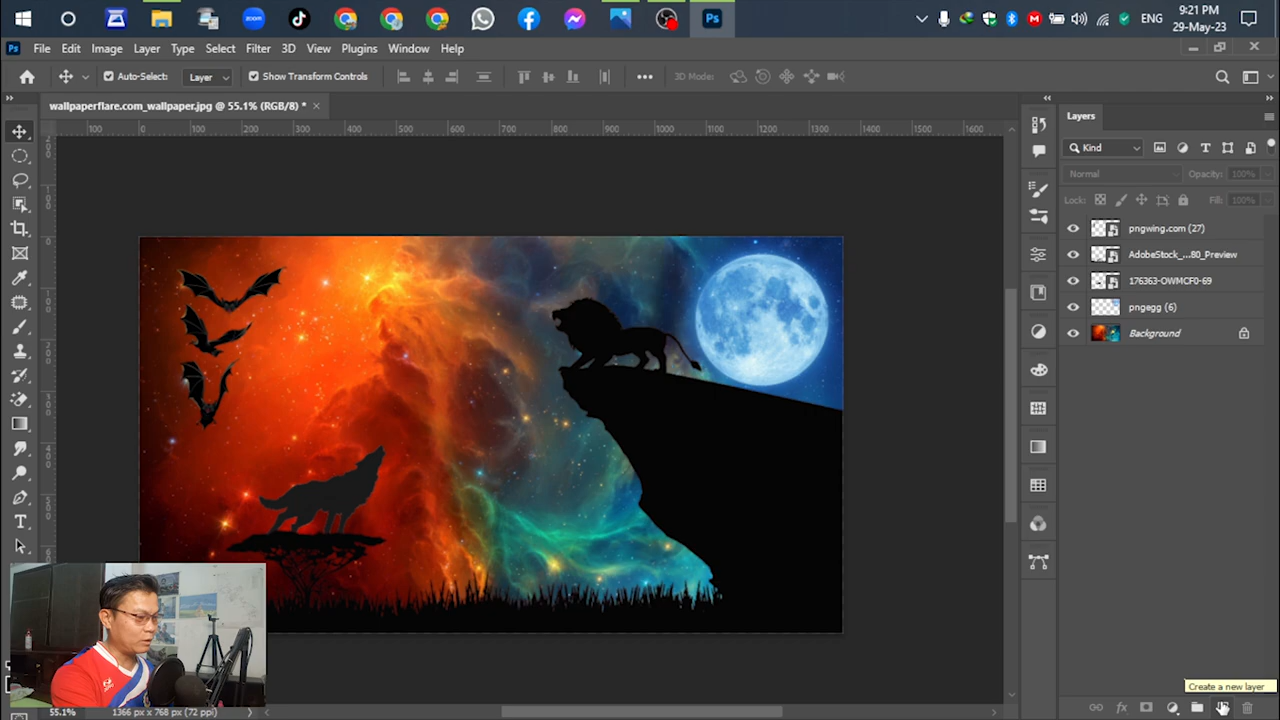 zoom
9:21 PM
ENG
29-May-23
Ps
Ps
File
Edit
Image
Layer
Type
Select
Filter
3D
View
Plugins
Window
Help
Auto-Select:
Layer
Show Transform Controls
3D Mode:
wallpaperflare.com_wallpaper.jpg @ 55.1% (RGB/8) *
Layers
100
0
100
200
300
400
500
600
700
800
900
1000
1100
1200
1300
1400
1500
1600
Kind
Normal
Opacity: 100%
Lock:
Fill: 100%
pngwing.com (27)
AdobeStock_...80_Preview
176363-OWMCF0-69
pngegg (6)
Background
Create a new layer
55.1%
1366 px x 768 px (72 ppi)